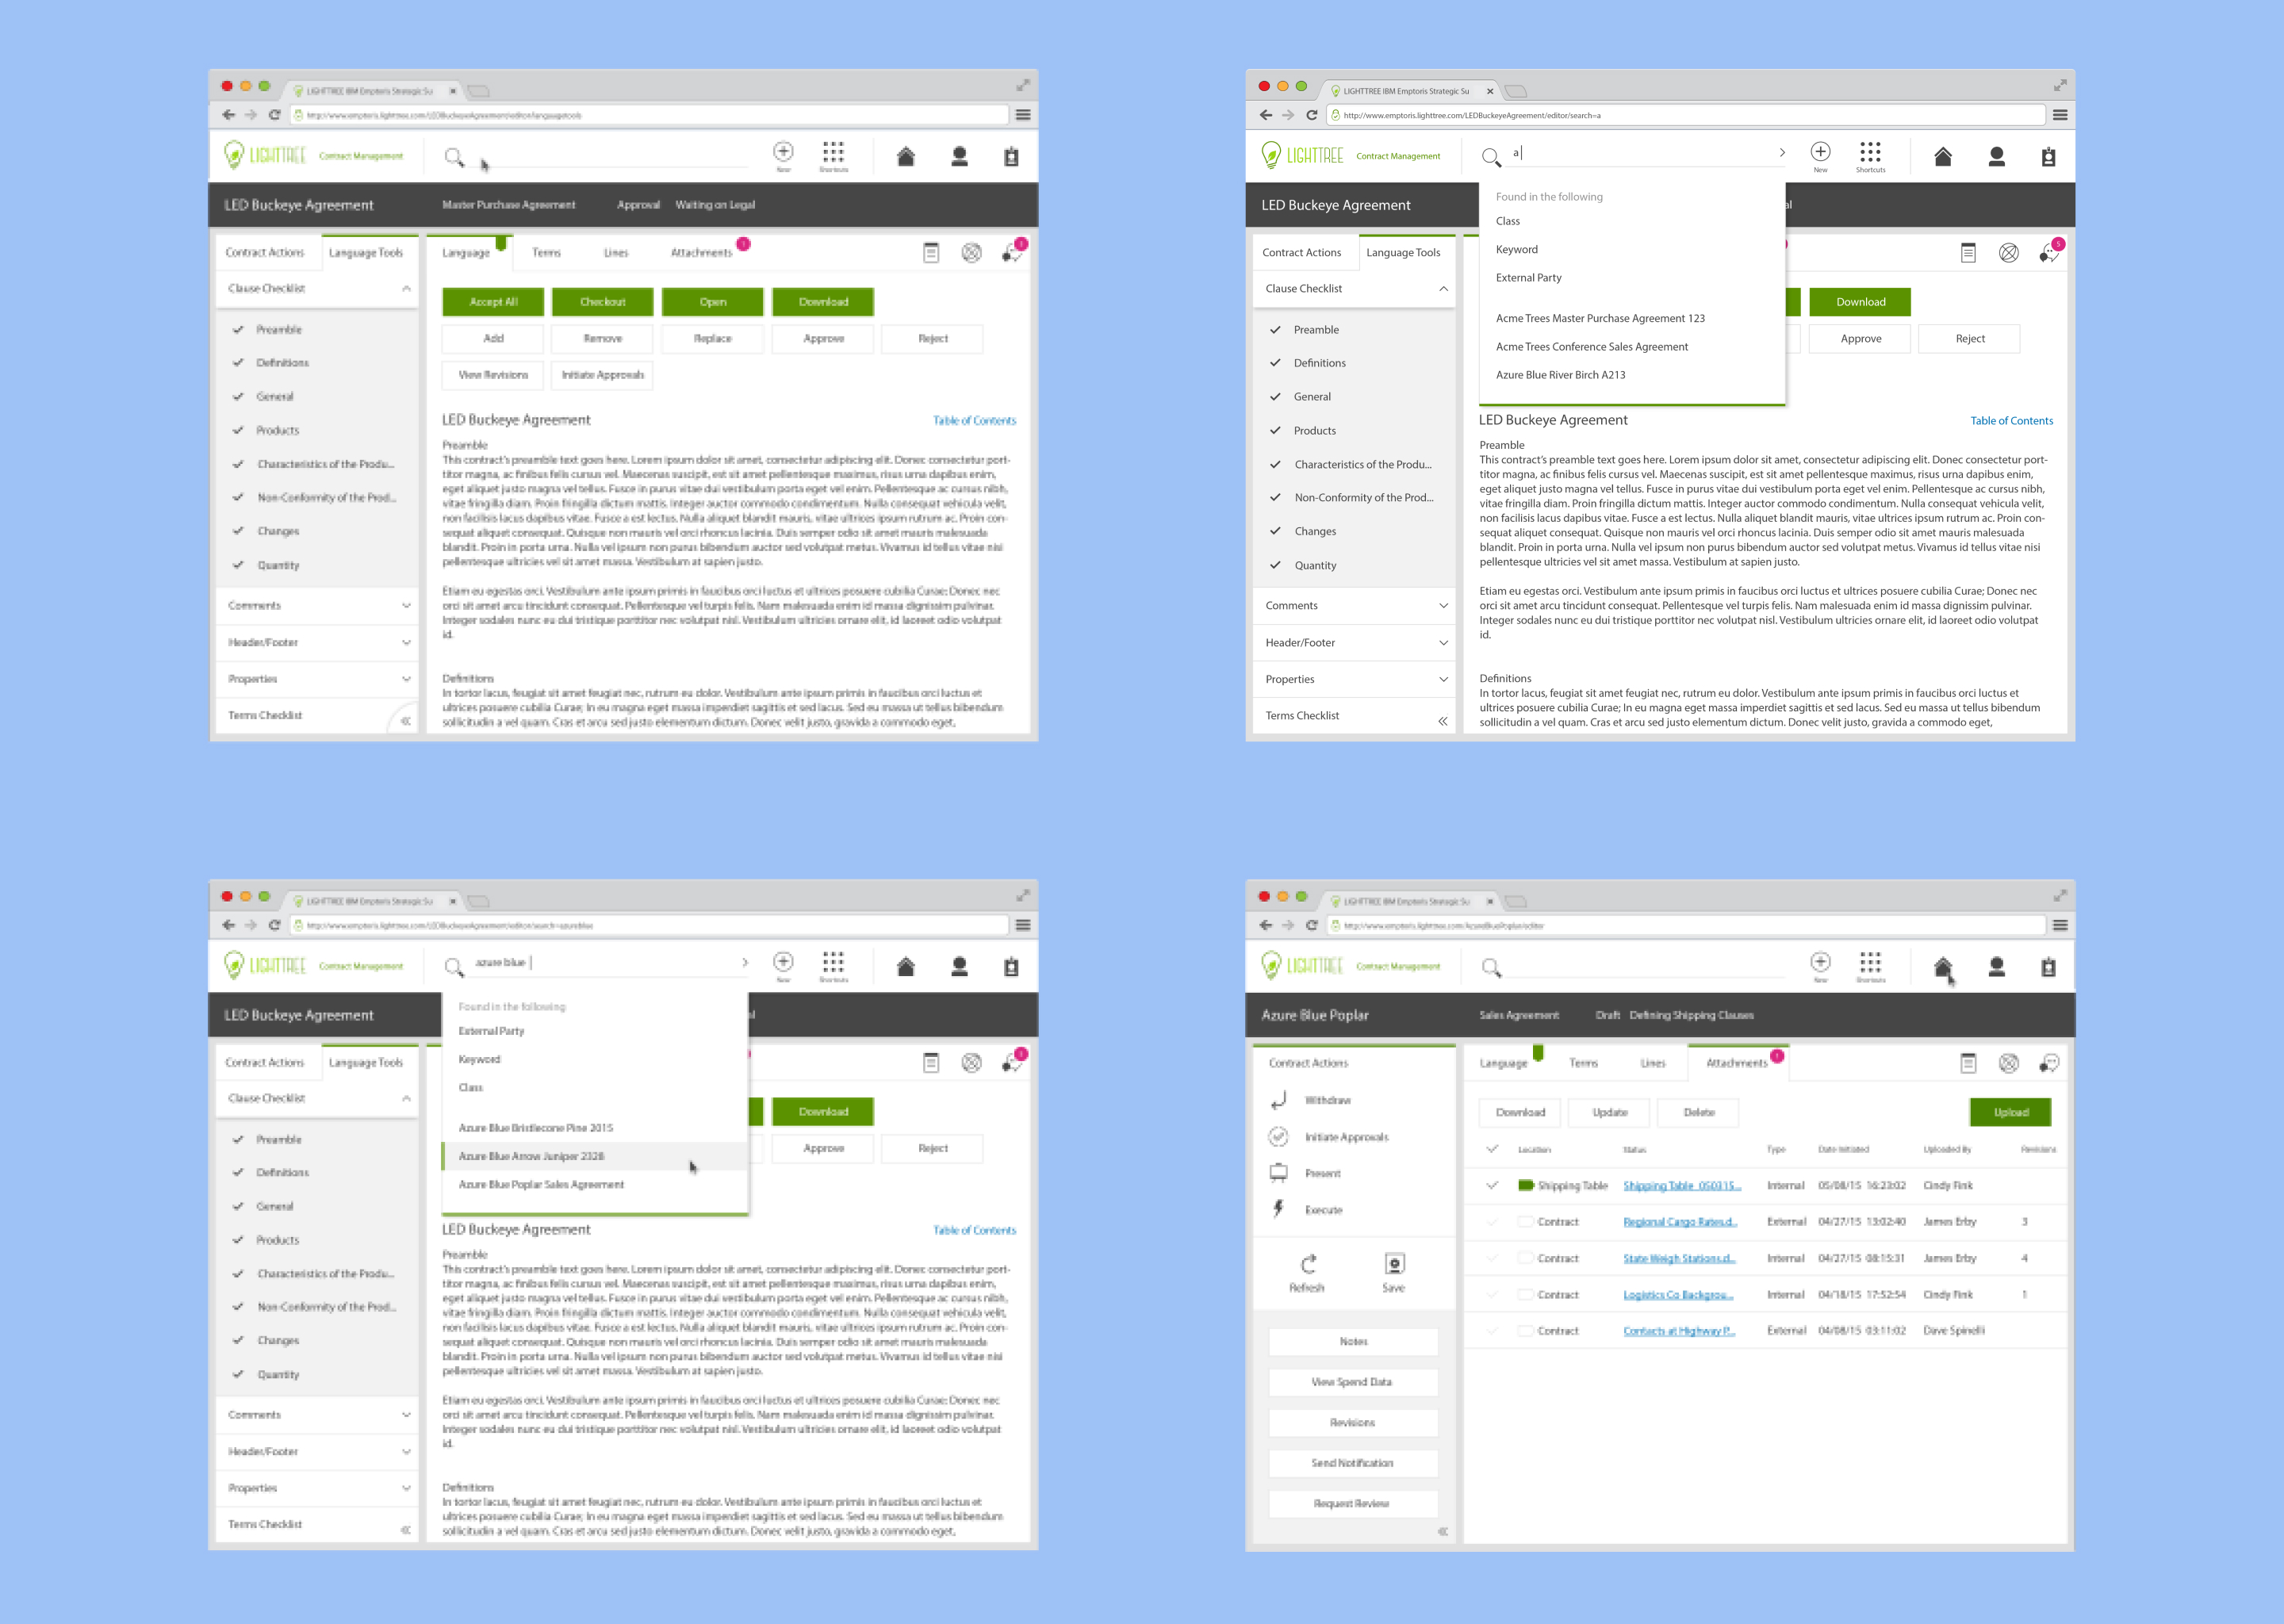 LIGHTTREE IBM Emptoris Strategic Su
http://www.emptoris.lighttree.com/LEDBuckeyeAgreement/editor/languagetools
LIGHTTREE Contract Management
New
Shortcuts
LED Buckeye Agreement
Master Purchase Agreement Approval Waiting on Legal
Contract Actions Language Tools
Clause Checklist
Preamble
Definitions
General
Products
Characteristics of the Produ...
Non-Conformity of the Prod...
Changes
Quantity
Comments
Header/Footer
Properties
Terms Checklist
Language Terms Lines Attachments
Accept All Checkout Open Download
Add Remove Replace Approve Reject
View Revisions Initiate Approvals
LED Buckeye Agreement Table of Contents
Preamble
This contract's preamble text goes here. Lorem ipsum dolor sit amet, consectetur adipiscing elit. Donec consectetur port-
titor magna, ac finibus felis cursus vel. Maecenas suscipit, est sit amet pellentesque maximus, risus urna dapibus enim,
eget aliquet justo magna vel tellus. Fusce in purus vitae dui vestibulum porta eget vel enim. Pellentesque ac cursus nibh,
vitae fringilla diam. Proin fringilla dictum mattis. Integer auctor commodo condimentum. Nulla consequat vehicula velit,
non facilisis lacus dapibus vitae. Fusce a est lectus. Nulla aliquet blandit mauris, vitae ultrices ipsum rutrum ac. Proin con-
sequat aliquet consequat. Quisque non mauris vel orci rhoncus lacinia. Duis semper odio sit amet mauris malesuada
blandit. Proin in porta urna. Nulla vel ipsum non purus bibendum auctor sed volutpat metus. Vivamus id tellus vitae nisi
pellentesque ultricies vel sit amet massa. Vestibulum at sapien justo.
Etiam eu egestas orci. Vestibulum ante ipsum primis in faucibus orci luctus et ultrices posuere cubilia Curae; Donec nec
orci sit amet arcu tincidunt consequat. Pellentesque vel turpis felis. Nam malesuada enim id massa dignissim pulvinar.
Integer sodales nunc eu dui tristique porttitor nec volutpat nisl. Vestibulum ultricies ornare elit, id laoreet odio volutpat
id.
Definitions
In tortor lacus, feugiat sit amet feugiat nec, rutrum eu dolor. Vestibulum ante ipsum primis in faucibus orci luctus et
ultrices posuere cubilia Curae; In eu magna eget massa imperdiet sagittis et sed lacus. Sed eu massa ut tellus bibendum
sollicitudin a vel quam. Cras et arcu sed justo elementum dictum. Donec velit justo, gravida a commodo eget,
LIGHTTREE IBM Emptoris Strategic Su
http://www.emptoris.lighttree.com/LEDBuckeyeAgreement/editor/search=a
LIGHTTREE Contract Management
a
New
Shortcuts
LED Buckeye Agreement
al
Found in the following
Class
Keyword
External Party
Acme Trees Master Purchase Agreement 123
Acme Trees Conference Sales Agreement
Azure Blue River Birch A213
Contract Actions Language Tools
5
Clause Checklist
Preamble
Definitions
General
Products
Characteristics of the Produ...
Non-Conformity of the Prod...
Changes
Quantity
Comments
Header/Footer
Properties
Terms Checklist
Download
Approve Reject
LED Buckeye Agreement Table of Contents
Preamble
This contract's preamble text goes here. Lorem ipsum dolor sit amet, consectetur adipiscing elit. Donec consectetur port-
titor magna, ac finibus felis cursus vel. Maecenas suscipit, est sit amet pellentesque maximus, risus urna dapibus enim,
eget aliquet justo magna vel tellus. Fusce in purus vitae dui vestibulum porta eget vel enim. Pellentesque ac cursus nibh,
vitae fringilla diam. Proin fringilla dictum mattis. Integer auctor commodo condimentum. Nulla consequat vehicula velit,
non facilisis lacus dapibus vitae. Fusce a est lectus. Nulla aliquet blandit mauris, vitae ultrices ipsum rutrum ac. Proin con-
sequat aliquet consequat. Quisque non mauris vel orci rhoncus lacinia. Duis semper odio sit amet mauris malesuada
blandit. Proin in porta urna. Nulla vel ipsum non purus bibendum auctor sed volutpat metus. Vivamus id tellus vitae nisi
pellentesque ultricies vel sit amet massa. Vestibulum at sapien justo.
Etiam eu egestas orci. Vestibulum ante ipsum primis in faucibus orci luctus et ultrices posuere cubilia Curae; Donec nec
orci sit amet arcu tincidunt consequat. Pellentesque vel turpis felis. Nam malesuada enim id massa dignissim pulvinar.
Integer sodales nunc eu dui tristique porttitor nec volutpat nisl. Vestibulum ultricies ornare elit, id laoreet odio volutpat
id.
Definitions
In tortor lacus, feugiat sit amet feugiat nec, rutrum eu dolor. Vestibulum ante ipsum primis in faucibus orci luctus et
ultrices posuere cubilia Curae; In eu magna eget massa imperdiet sagittis et sed lacus. Sed eu massa ut tellus bibendum
sollicitudin a vel quam. Cras et arcu sed justo elementum dictum. Donec velit justo, gravida a commodo eget,
LIGHTTREE IBM Emptoris Strategic Su
http://www.emptoris.lighttree.com/LEDBuckeyeAgreement/editor/search=azureblue
LIGHTTREE Contract Management
azure blue
New
Shortcuts
LED Buckeye Agreement
al
Found in the following
External Party
Keyword
Class
Azure Blue Bristlecone Pine 2015
Azure Blue Arrow Juniper 2328
Azure Blue Poplar Sales Agreement
Contract Actions Language Tools
Clause Checklist
Preamble
Definitions
General
Products
Characteristics of the Produ...
Non-Conformity of the Prod...
Changes
Quantity
Comments
Header/Footer
Properties
Terms Checklist
Download
Approve Reject
LED Buckeye Agreement Table of Contents
Preamble
This contract's preamble text goes here. Lorem ipsum dolor sit amet, consectetur adipiscing elit. Donec consectetur port-
titor magna, ac finibus felis cursus vel. Maecenas suscipit, est sit amet pellentesque maximus, risus urna dapibus enim,
eget aliquet justo magna vel tellus. Fusce in purus vitae dui vestibulum porta eget vel enim. Pellentesque ac cursus nibh,
vitae fringilla diam. Proin fringilla dictum mattis. Integer auctor commodo condimentum. Nulla consequat vehicula velit,
non facilisis lacus dapibus vitae. Fusce a est lectus. Nulla aliquet blandit mauris, vitae ultrices ipsum rutrum ac. Proin con-
sequat aliquet consequat. Quisque non mauris vel orci rhoncus lacinia. Duis semper odio sit amet mauris malesuada
blandit. Proin in porta urna. Nulla vel ipsum non purus bibendum auctor sed volutpat metus. Vivamus id tellus vitae nisi
pellentesque ultricies vel sit amet massa. Vestibulum at sapien justo.
Etiam eu egestas orci. Vestibulum ante ipsum primis in faucibus orci luctus et ultrices posuere cubilia Curae; Donec nec
orci sit amet arcu tincidunt consequat. Pellentesque vel turpis felis. Nam malesuada enim id massa dignissim pulvinar.
Integer sodales nunc eu dui tristique porttitor nec volutpat nisl. Vestibulum ultricies ornare elit, id laoreet odio volutpat
id.
Definitions
In tortor lacus, feugiat sit amet feugiat nec, rutrum eu dolor. Vestibulum ante ipsum primis in faucibus orci luctus et
ultrices posuere cubilia Curae; In eu magna eget massa imperdiet sagittis et sed lacus. Sed eu massa ut tellus bibendum
sollicitudin a vel quam. Cras et arcu sed justo elementum dictum. Donec velit justo, gravida a commodo eget,
LIGHTTREE IBM Emptoris Strategic Su
http://www.emptoris.lighttree.com/AzureBluePoplar/editor
LIGHTTREE Contract Management
New
Shortcuts
Azure Blue Poplar
Sales Agreement Draft Defining Shipping Clauses
Contract Actions
Withdraw
Initiate Approvals
Present
Execute
Refresh Save
Notes
View Spend Data
Revisions
Send Notification
Request Review
Language Terms Lines Attachments
Download Update Delete Upload
Location Status Type Date Initiated Uploaded By Revisions
Shipping Table Shipping Table_050315... Internal 05/08/15 16:23:02 Cindy Fink
Contract Regional Cargo Rates.d... External 04/27/15 13:02:40 James Erby 3
Contract State Weigh Stations.d... Internal 04/27/15 08:15:31 James Erby 4
Contract Logistics Co Backgrou... Internal 04/18/15 17:52:54 Cindy Fink 1
Contract Contacts at Highway P... External 04/08/15 03:11:02 Dave Spinelli